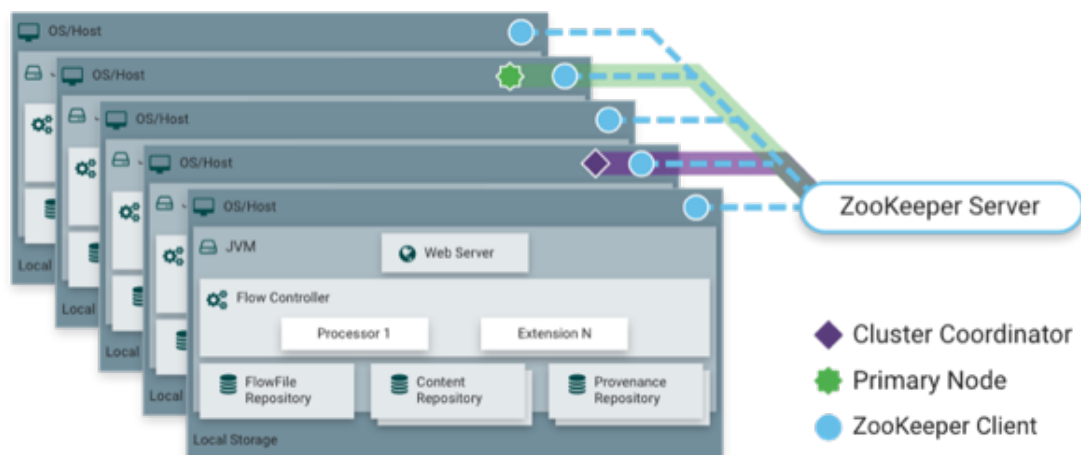 OS/Host
OS/Host
OS/Host
OS/Host
OS/Host
JVM
Web Server
Flow Controller
Processor 1
Extension N
FlowFile
Repository
Content
Repository
Provenance
Repository
Local Storage
Local
Local
Local
Local
ZooKeeper Server
Cluster Coordinator
Primary Node
ZooKeeper Client